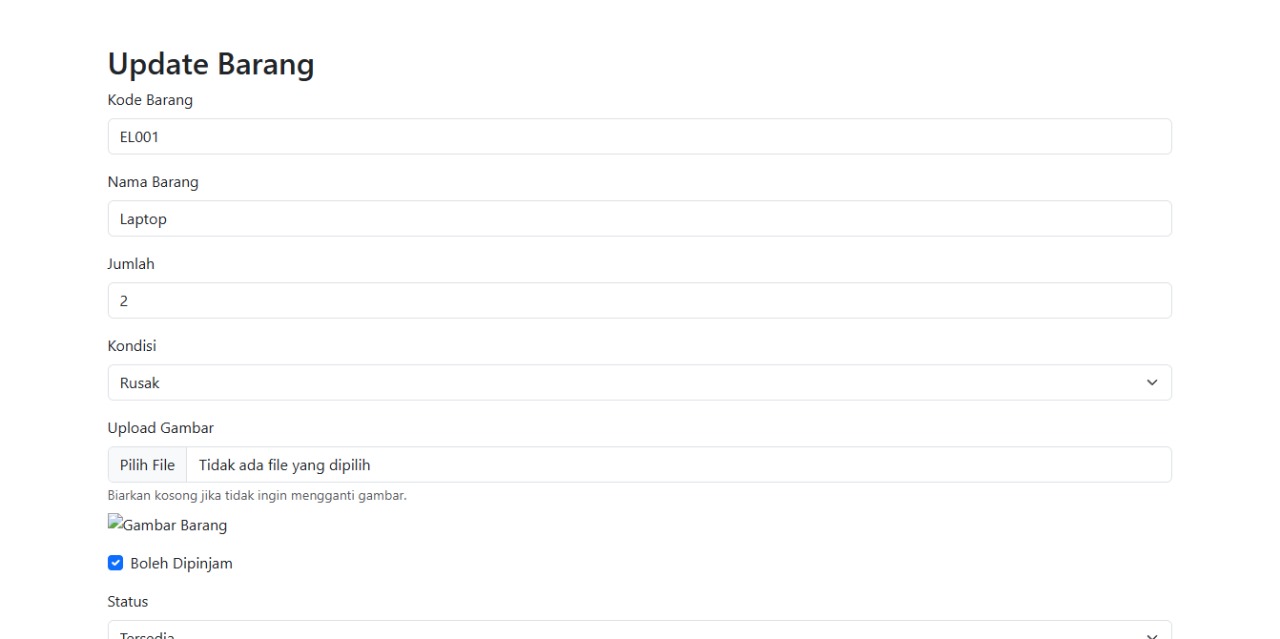 Update Barang
Kode Barang
EL001
Nama Barang
Laptop
Jumlah
2
Kondisi
Rusak
Upload Gambar
Pilih File Tidak ada file yang dipilih
Biarkan kosong jika tidak ingin mengganti gambar.
Gambar Barang
Boleh Dipinjam
Status
Tersedia